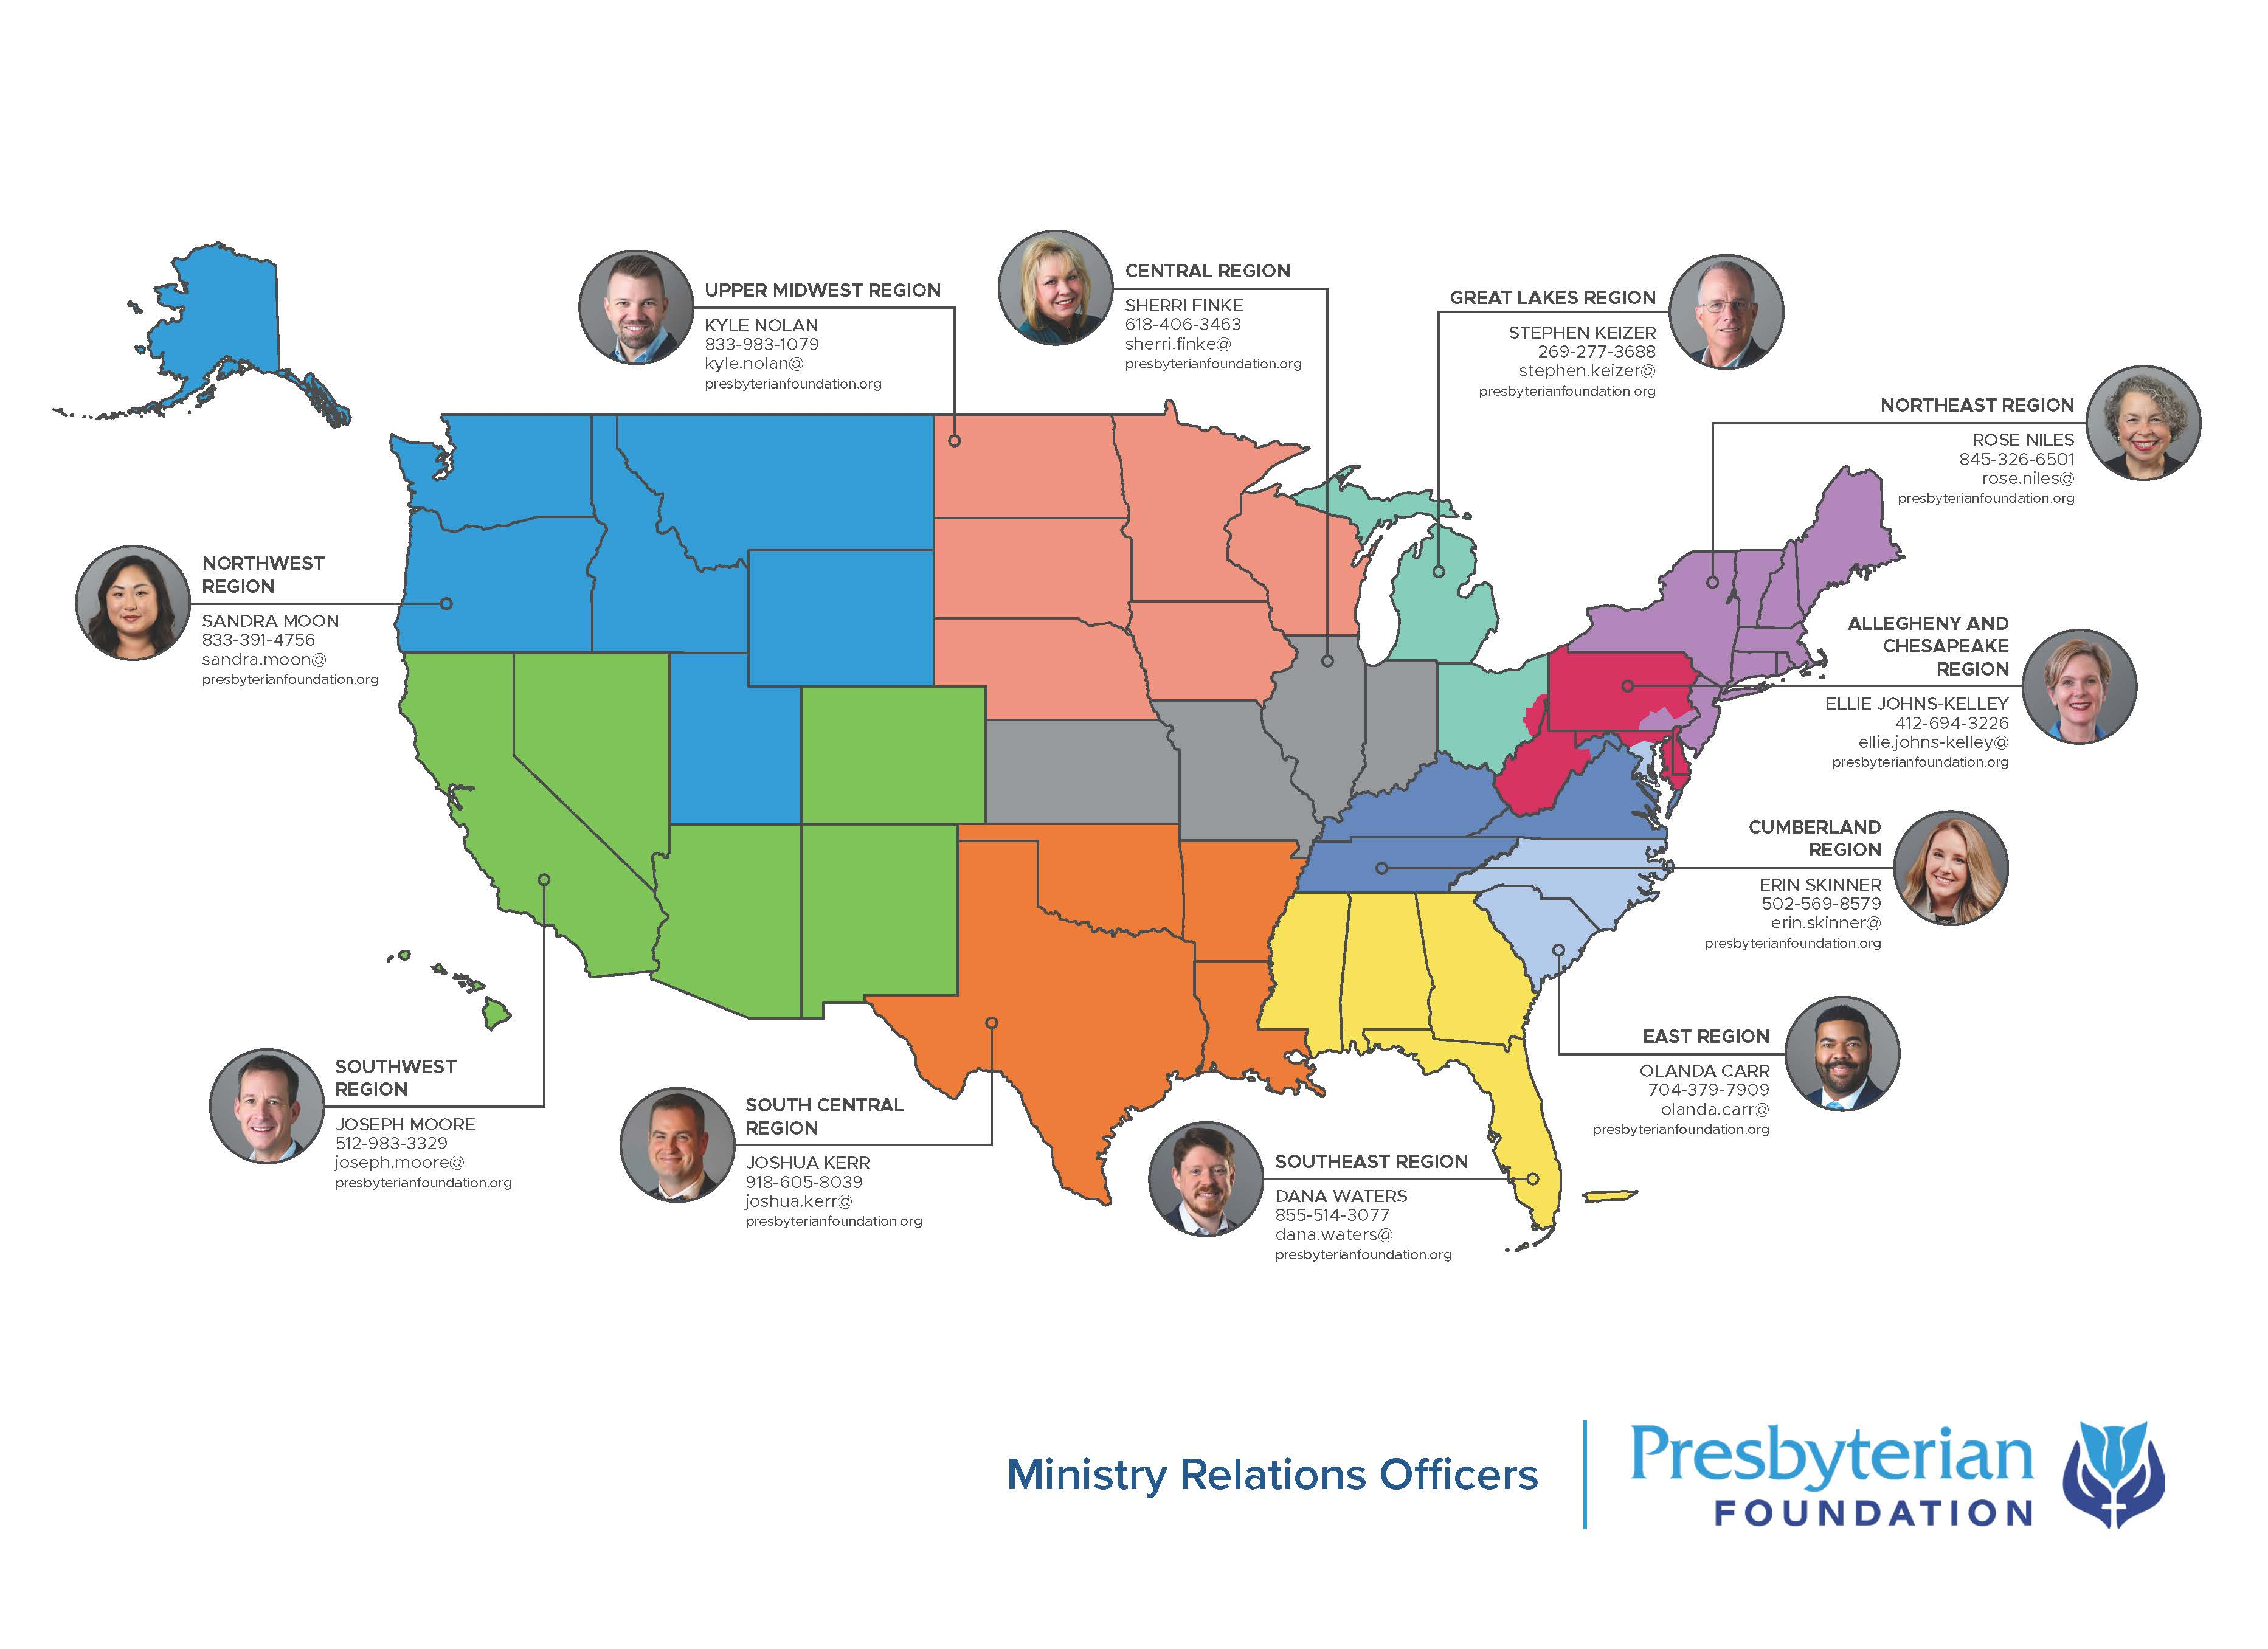 UPPER MIDWEST REGION
KYLE NOLAN
833-983-1079
kyle.nolan@
presbyterianfoundation.org
CENTRAL REGION
SHERRI FINKE
618-406-3463
sherri.finke@
presbyterianfoundation.org
GREAT LAKES REGION
STEPHEN KEIZER
269-277-3688
stephen.keizer@
presbyterianfoundation.org
NORTHEAST REGION
ROSE NILES
845-326-6501
rose.niles@
presbyterianfoundation.org
NORTHWEST
REGION
SANDRA MOON
833-391-4756
sandra.moon@
presbyterianfoundation.org
ALLEGHENY AND
CHESAPEAKE
REGION
ELLIE JOHNS-KELLEY
412-694-3226
ellie.johns-kelley@
presbyterianfoundation.org
CUMBERLAND
REGION
ERIN SKINNER
502-569-8579
erin.skinner@
presbyterianfoundation.org
EAST REGION
OLANDA CARR
704-379-7909
olanda.carr@
presbyterianfoundation.org
SOUTHWEST
REGION
JOSEPH MOORE
512-983-3329
joseph.moore@
presbyterianfoundation.org
SOUTH CENTRAL
REGION
JOSHUA KERR
918-605-8039
joshua.kerr@
presbyterianfoundation.org
SOUTHEAST REGION
DANA WATERS
855-514-3077
dana.waters@
presbyterianfoundation.org
Ministry Relations Officers
Presbyterian
FOUNDATION